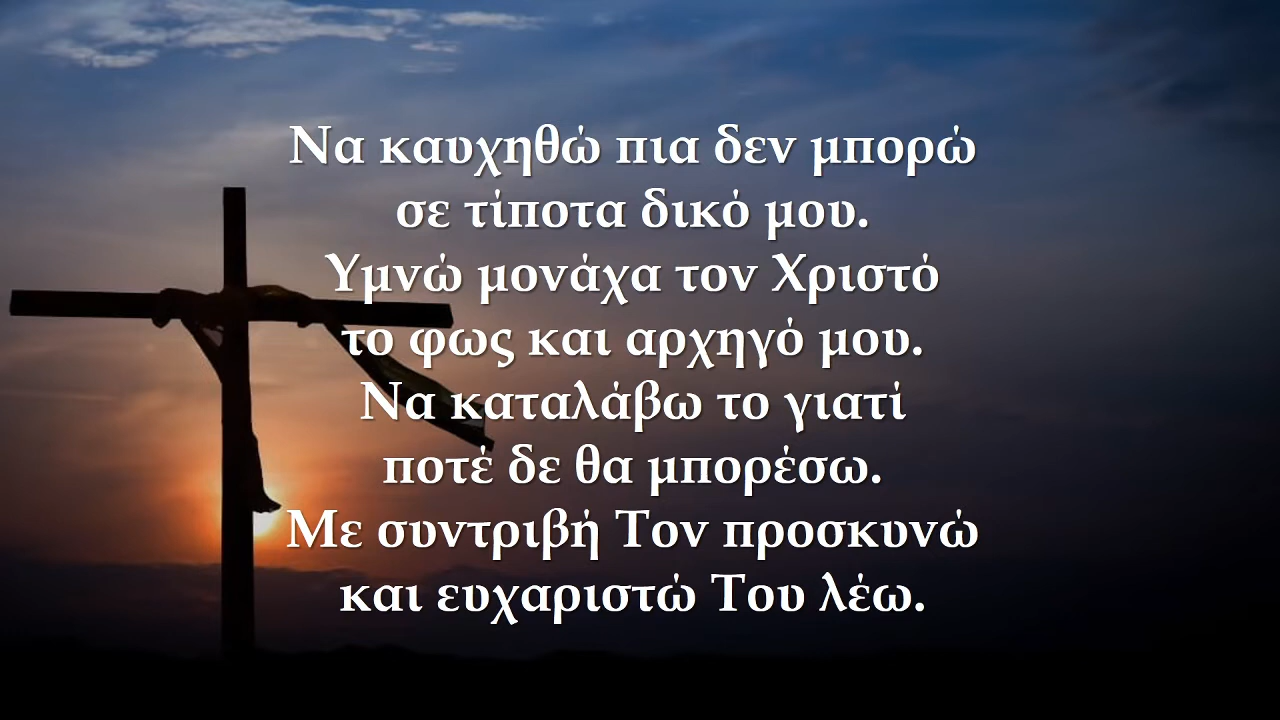 Να καυχηθώ πια δεν μπορώ
σε τίποτα δικό μου.
Υμνώ μονάχα τον Χριστό
το φως και αρχηγό μου.
Να καταλάβω το γιατί
ποτέ δε θα μπορέσω.
Με συντριβή Τον προσκυνώ
και ευχαριστώ Του λέω.